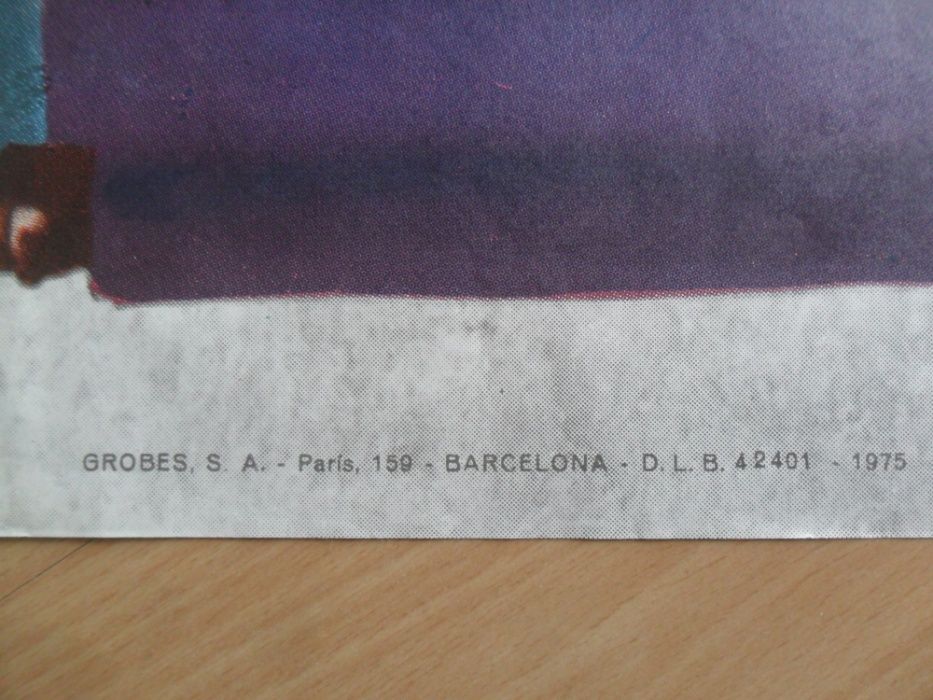 GROBES, S. A. - París, 159 - BARCELONA - D. L. B. 42401 - 1975